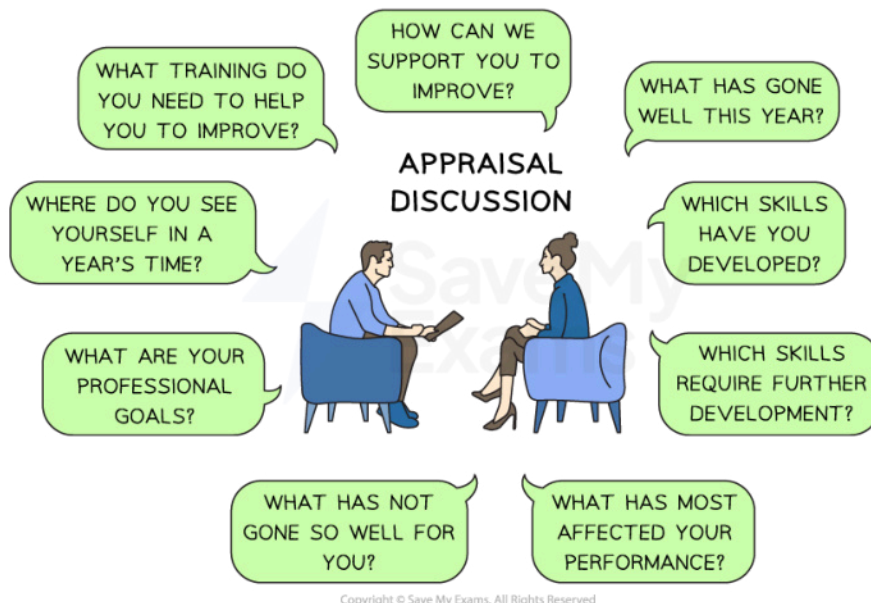 HOW CAN WE
SUPPORT YOU TO
IMPROVE?
WHAT TRAINING DO
YOU NEED TO HELP
YOU TO IMPROVE?
WHAT HAS GONE
WELL THIS YEAR?
APPRAISAL
DISCUSSION
WHERE DO YOU SEE
YOURSELF IN A
YEAR'S TIME?
WHICH SKILLS
HAVE YOU
DEVELOPED?
SaveMy
Exams
WHAT ARE YOUR
PROFESSIONAL
GOALS?
WHICH SKILLS
REQUIRE FURTHER
DEVELOPMENT?
WHAT HAS NOT
GONE SO WELL FOR
YOU?
WHAT HAS MOST
AFFECTED YOUR
PERFORMANCE?
Copyright © Save My Exams. All Rights Reserved